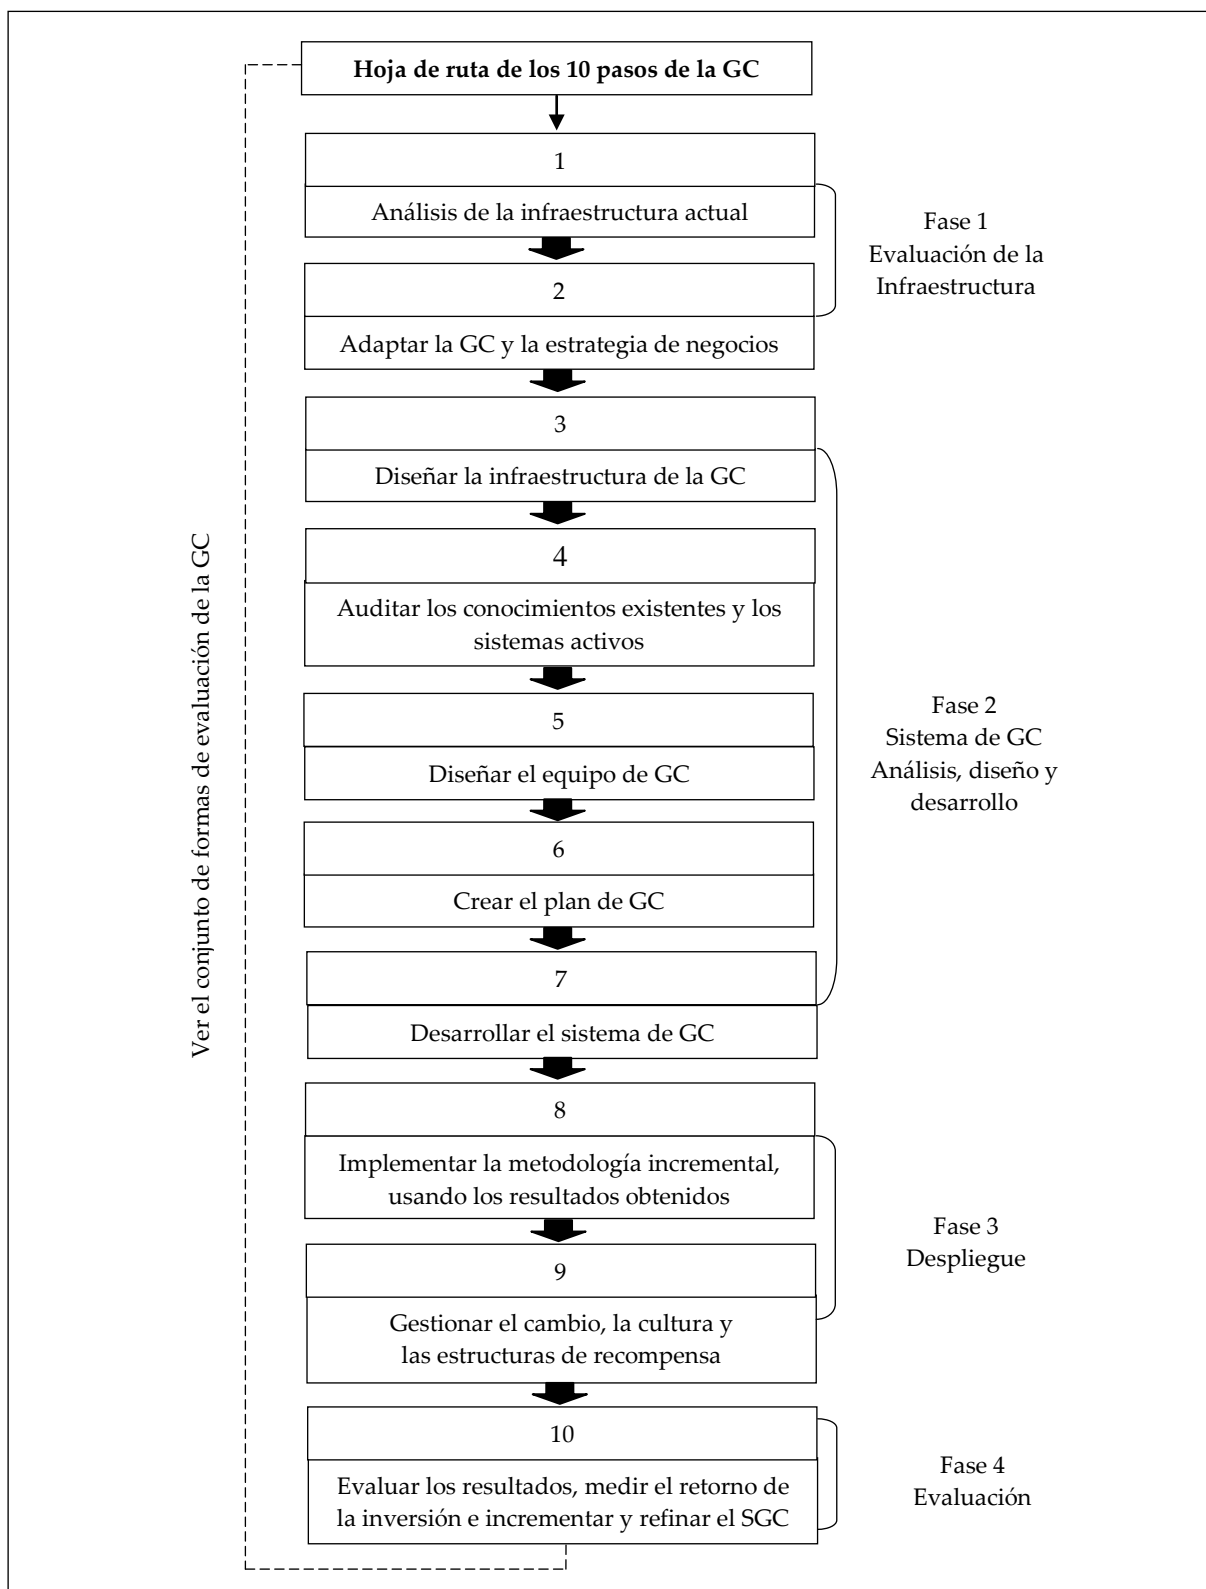 Hoja de ruta de los 10 pasos de la GC
1
Análisis de la infraestructura actual
2
Adaptar la GC y la estrategia de negocios
Fase 1
Evaluación de la
Infraestructura
3
Diseñar la infraestructura de la GC
4
Auditar los conocimientos existentes y los
sistemas activos
5
Diseñar el equipo de GC
6
Crear el plan de GC
7
Desarrollar el sistema de GC
Fase 2
Sistema de GC
Análisis, diseño y
desarrollo
8
Implementar la metodología incremental,
usando los resultados obtenidos
9
Gestionar el cambio, la cultura y
las estructuras de recompensa
Fase 3
Despliegue
10
Evaluar los resultados, medir el retorno de
la inversión e incrementar y refinar el SGC
Fase 4
Evaluación
Ver el conjunto de formas de evaluación de la GC